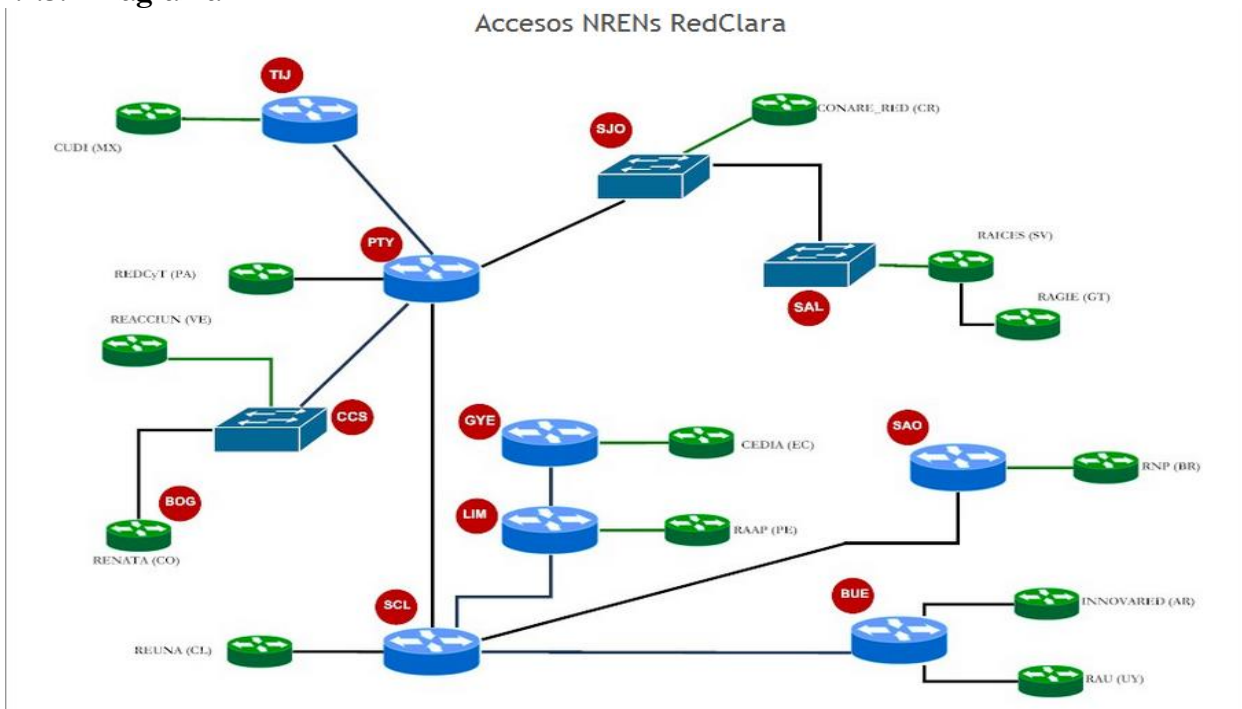 Accesos NRENs RedClara
TIJ
CUDI (MX)
SJO
CONARE_RED (CR)
PTY
REDCyT (PA)
RAICES (SV)
SAL
RAGIE (GT)
REACCIUN (VE)
CCS
GYE
CEDIA (EC)
SAO
RNP (BR)
BOG
RENATA (CO)
LIM
RAAP (PE)
SCL
REUNA (CL)
BUE
INNOVARED (AR)
RAU (UY)